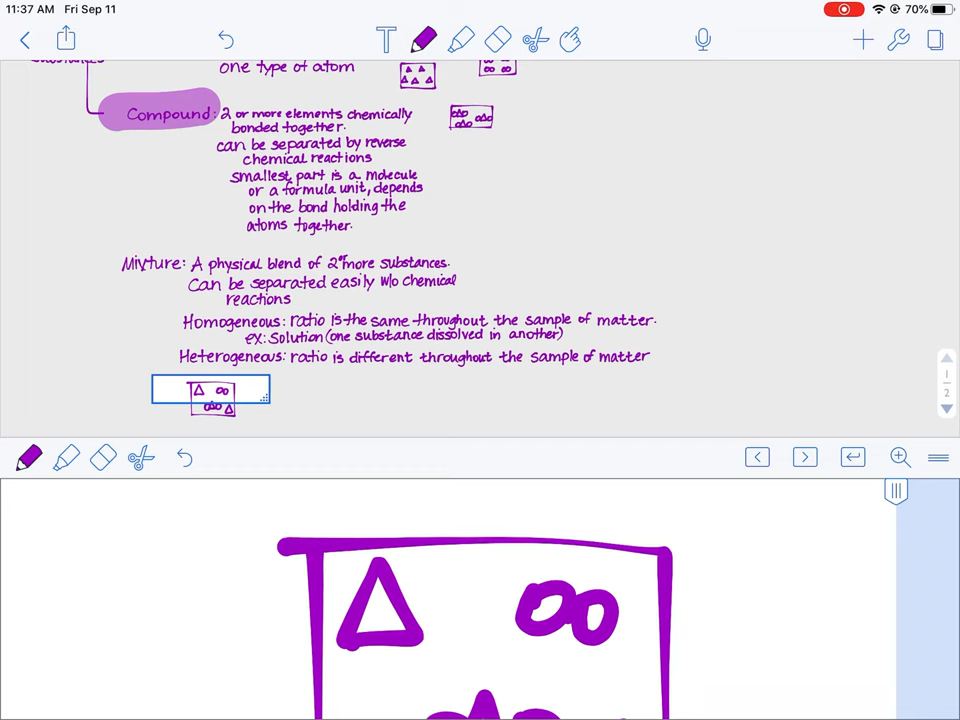 11:37 AM Fri Sep 11
70%
T
one type of atom
Compound: 2 or more elements chemically
bonded together.
can be separated by reverse
chemical reactions
smallest part is a molecule
or a formula unit, depends
on the bond holding the
atoms together.
Mixture: A physical blend of 2 or more substances.
Can be separated easily w/o chemical
reactions
Homogeneous: ratio is the same throughout the sample of matter.
ex: Solution (one substance dissolved in another)
Heterogeneous: ratio is different throughout the sample of matter
1
2